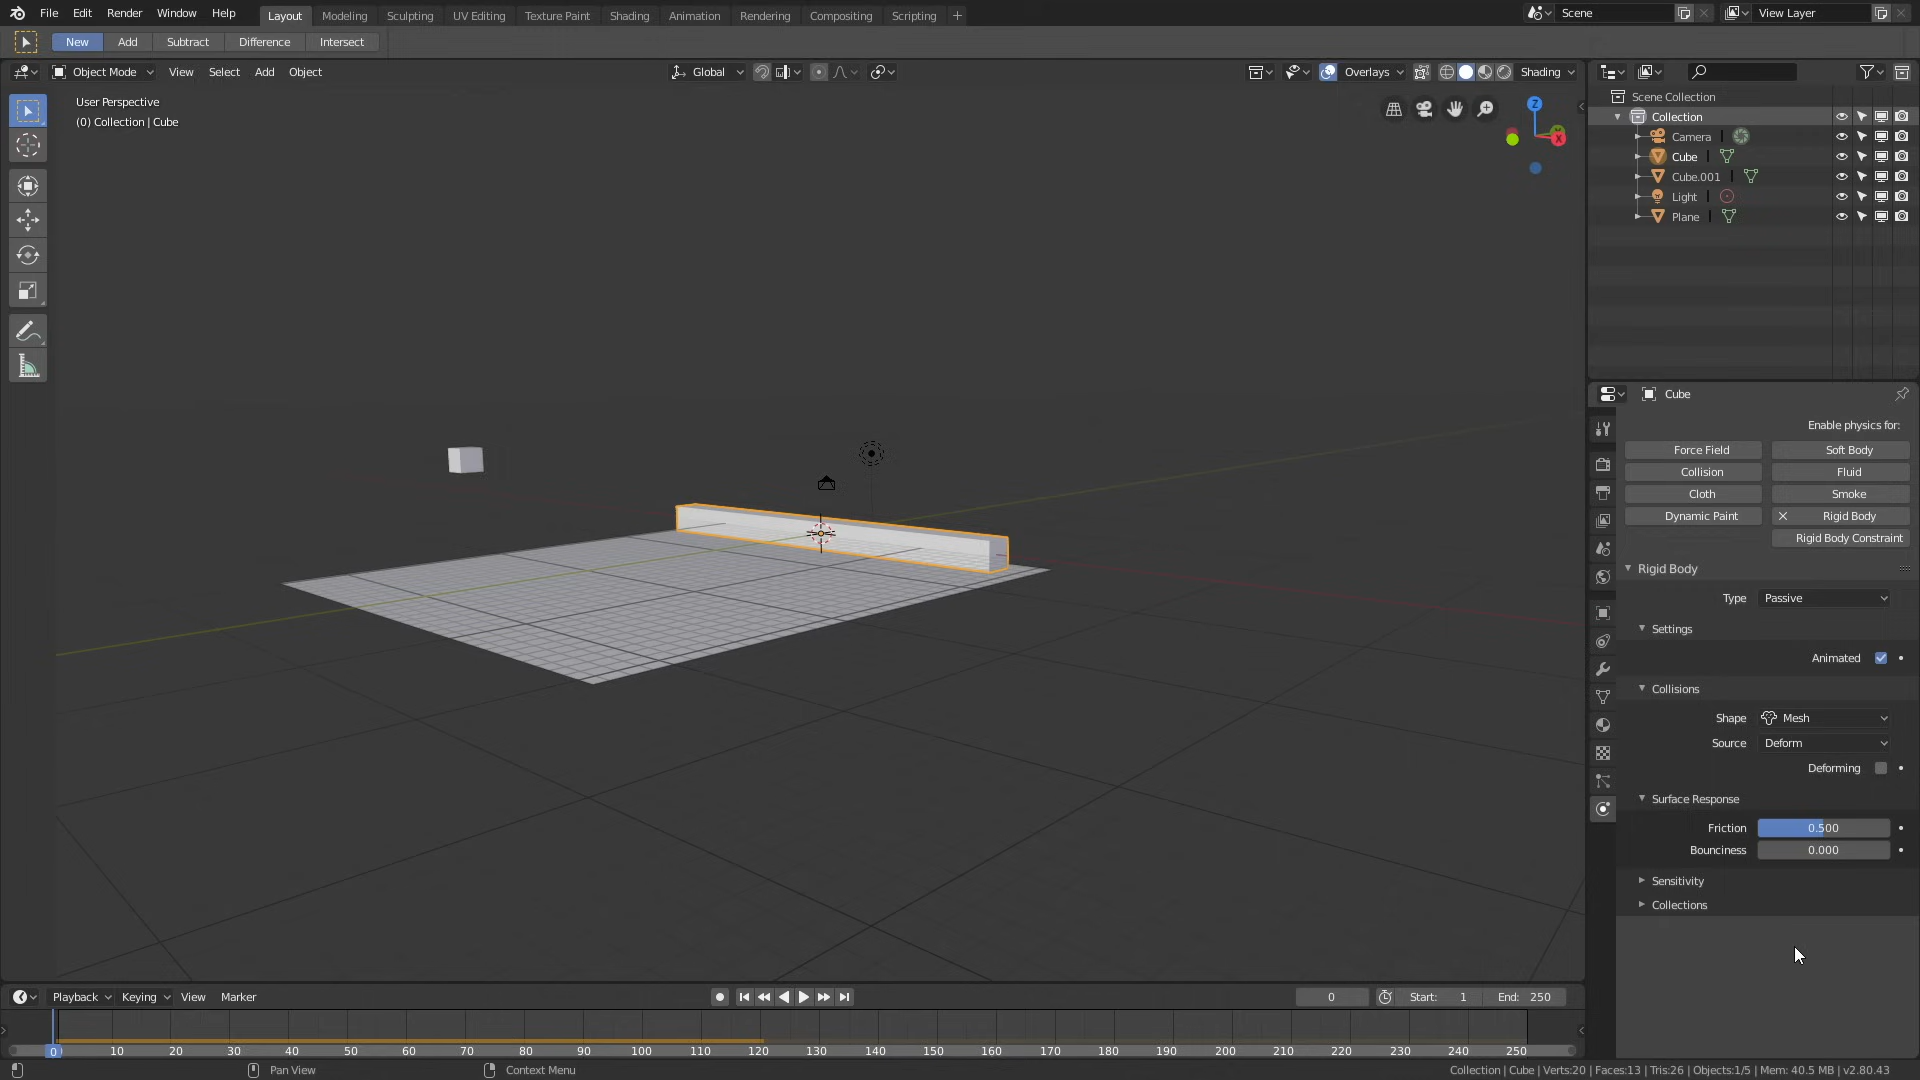 File Edit Render Window Help Layout Modeling Sculpting UV Editing Texture Paint Shading Animation Rendering Compositing Scripting + Scene View Layer
New Add Subtract Difference Intersect
Object Mode View Select Add Object Global Overlays Shading
User Perspective
(0) Collection | Cube
Z
X
Scene Collection
Collection
Camera
Cube
Cube.001
Light
Plane
Cube
Enable physics for:
Force Field Soft Body
Collision Fluid
Cloth Smoke
Dynamic Paint Rigid Body
Rigid Body Constraint
Rigid Body
Type Passive
Settings
Animated
Collisions
Shape Mesh
Source Deform
Deforming
Surface Response
Friction 0.500
Bounciness 0.000
Sensitivity
Collections
Playback Keying View Marker 0 Start: 1 End: 250
0 10 20 30 40 50 60 70 80 90 100 110 120 130 140 150 160 170 180 190 200 210 220 230 240 250
Pan View Context Menu Collection | Cube | Verts:20 | Faces:13 | Tris:26 | Objects:1/5 | Mem: 40.5 MB | v2.80.43